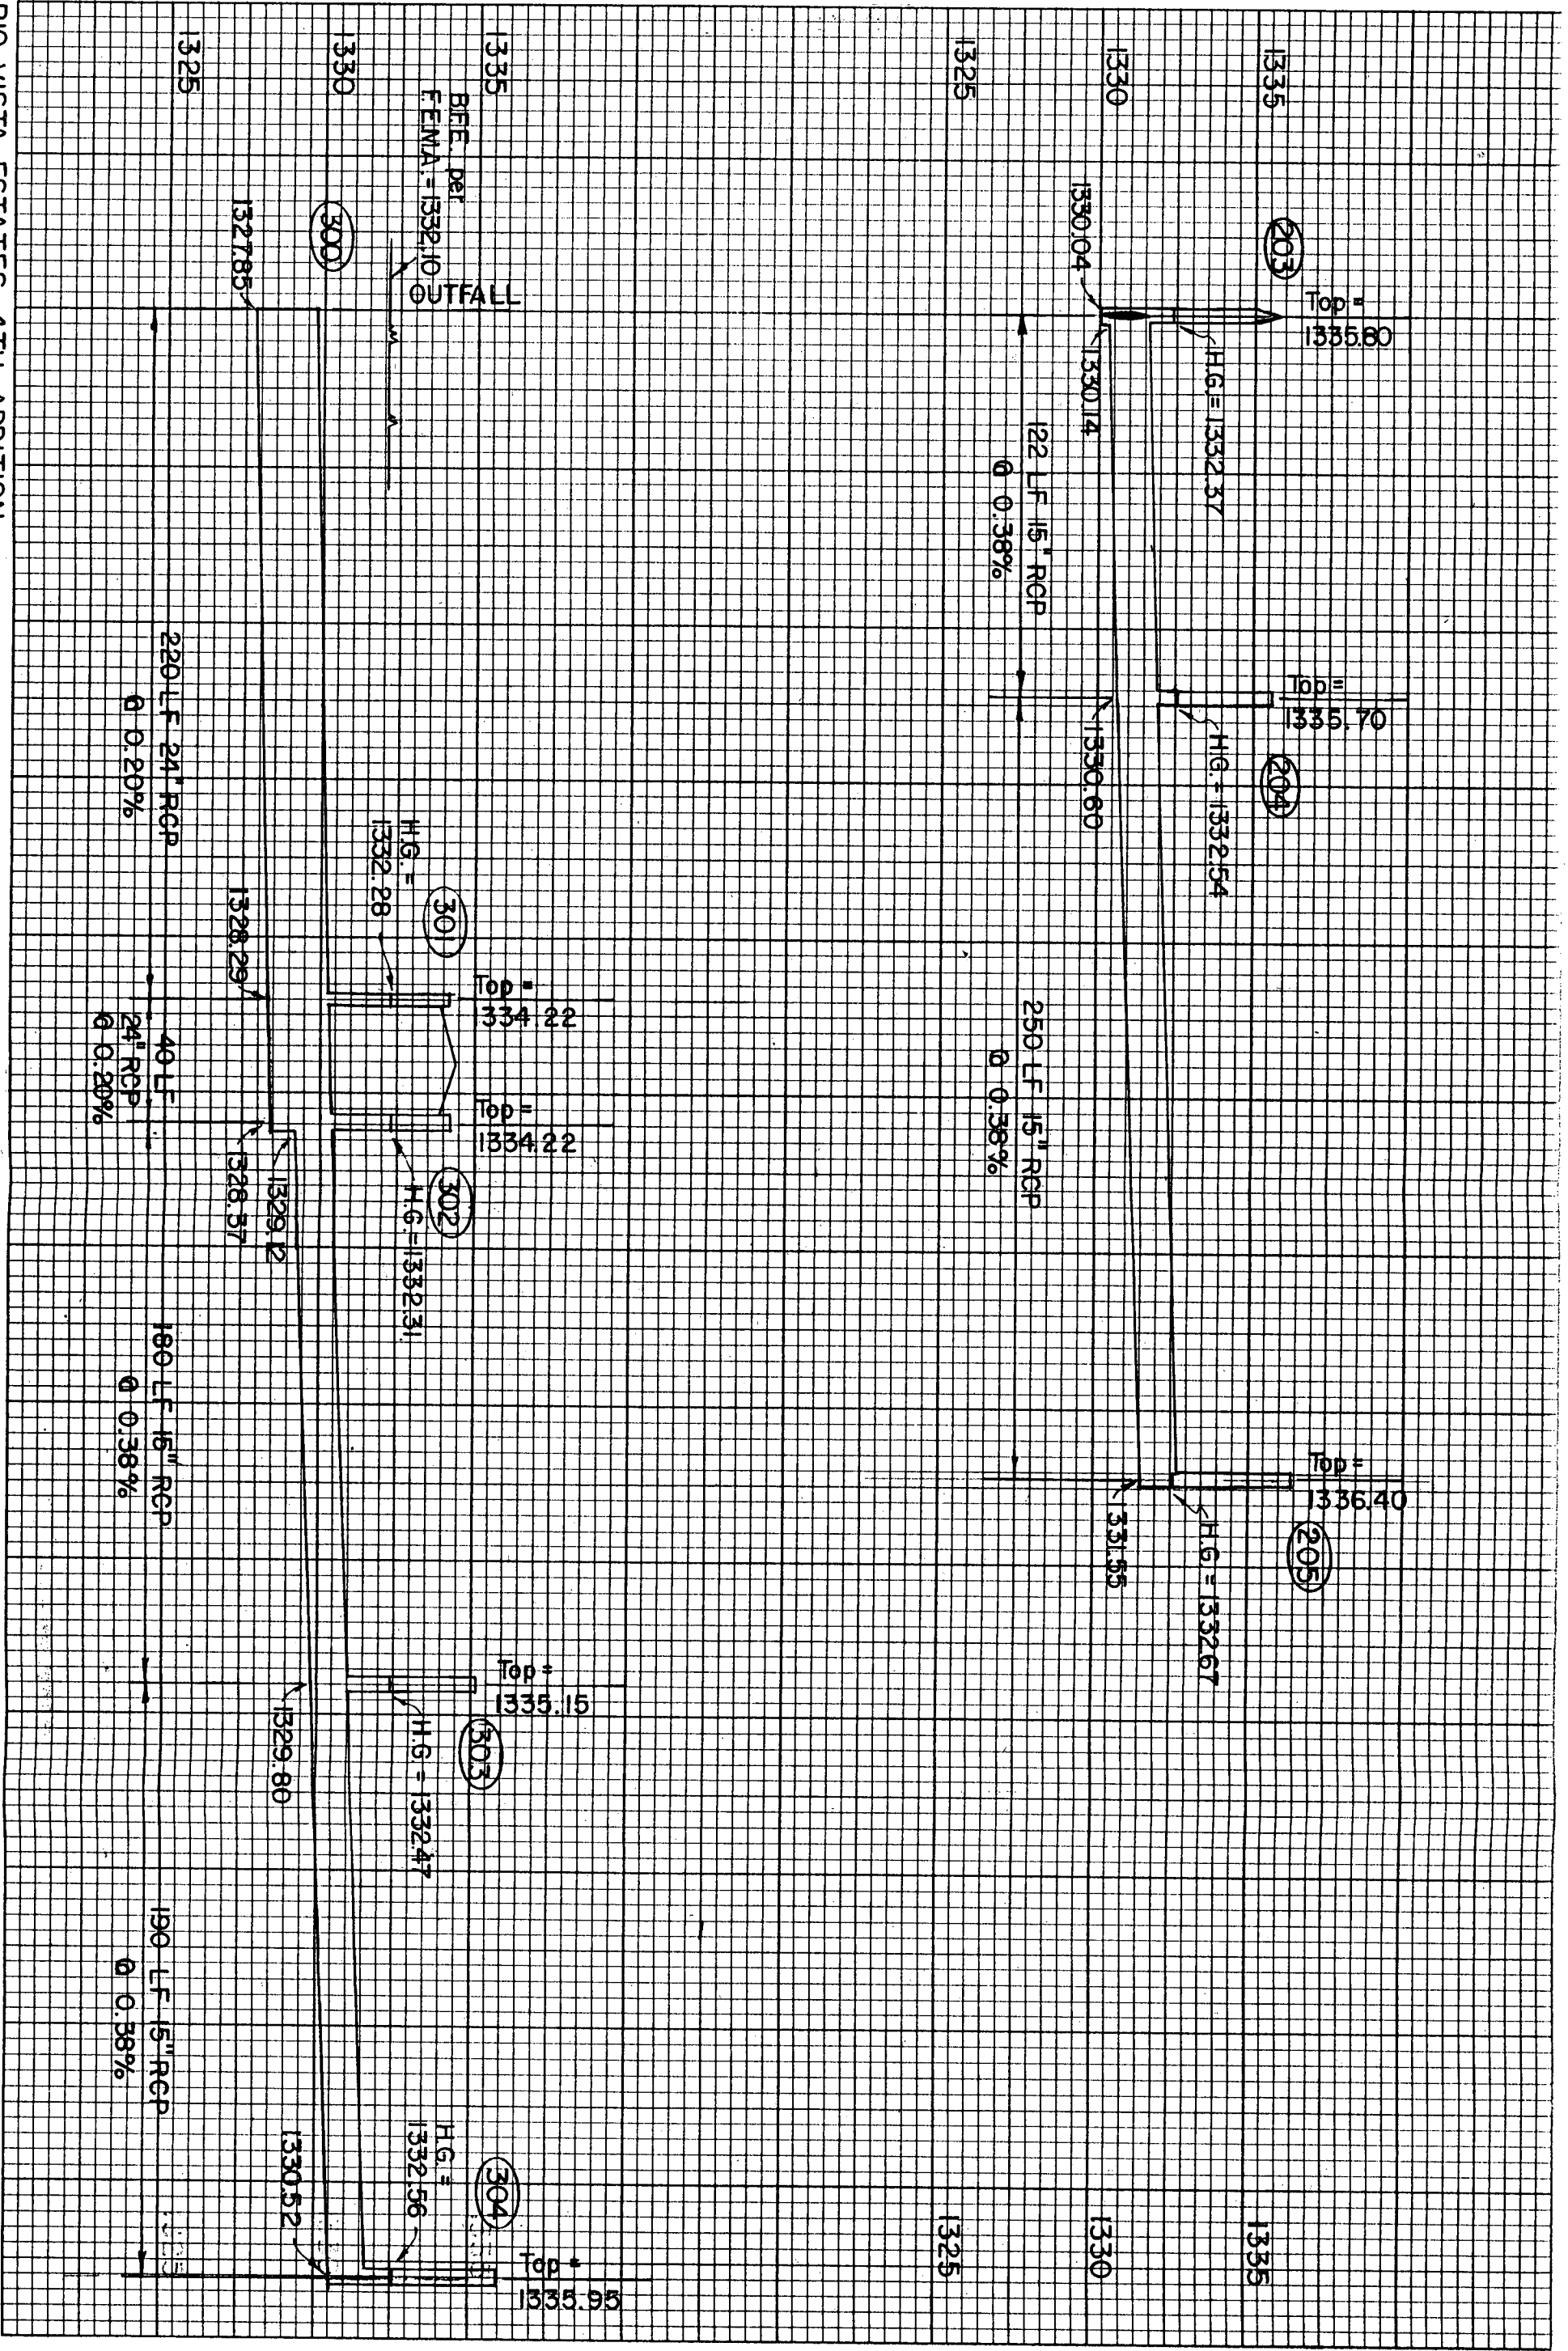 1335
1330
1325
203
Top =
1335.80
H.G. = 1332.37
1330.04
1330.14
122 LF 15" RCP
@ 0.38%
Top =
1335.70
204
H.G. = 1332.54
1330.60
250 LF 15" RCP
@ 0.38%
Top =
1336.40
205
H.G. = 1332.67
1331.55
1335
1330
1325
1335
1330
1325
B.F.E. per
F.E.M.A. = 1332.10
OUTFALL
300
1327.85
220 LF 24" RCP
@ 0.20%
H.G. =
1332.28
301
Top =
1334.22
1328.29
40 LF
24" RCP
@ 0.20%
Top =
1334.22
302
H.G. = 1332.31
1329.12
1328.37
180 LF 15" RCP
@ 0.38%
Top =
1335.15
303
H.G. = 1332.47
1329.80
190 LF 15" RCP
@ 0.38%
H.G. =
1332.56
304
Top =
1335.95
1330.52